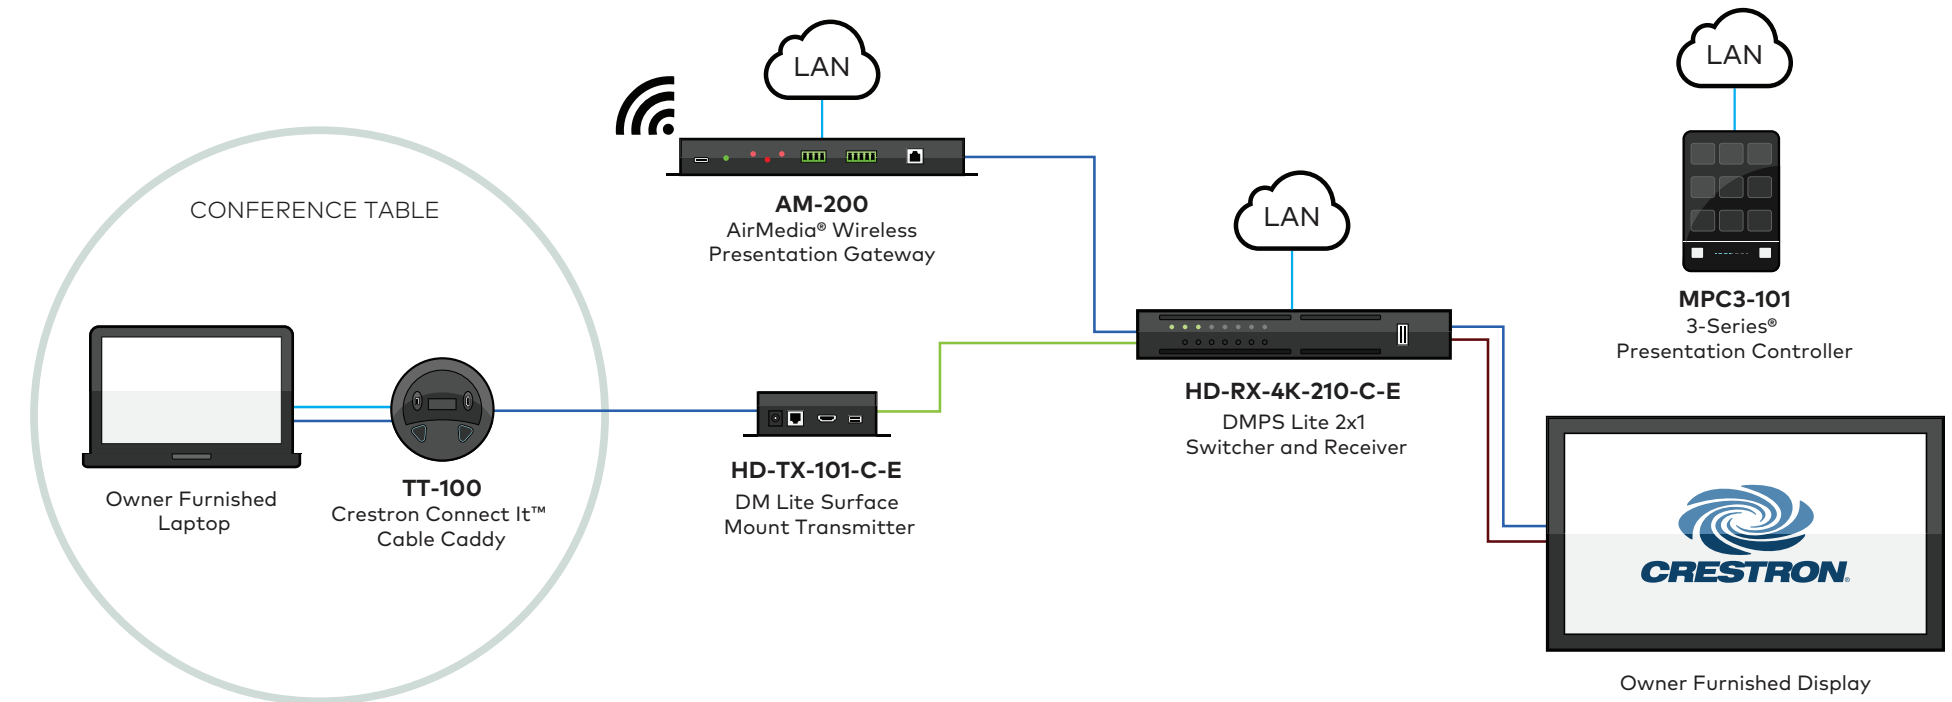 LAN
LAN
AM-200
AirMedia® Wireless
Presentation Gateway
CONFERENCE TABLE
LAN
MPC3-101
3-Series®
Presentation Controller
HD-RX-4K-210-C-E
DMPS Lite 2x1
Switcher and Receiver
Owner Furnished
Laptop
TT-100
Crestron Connect It™
Cable Caddy
HD-TX-101-C-E
DM Lite Surface
Mount Transmitter
CRESTRON®
Owner Furnished Display